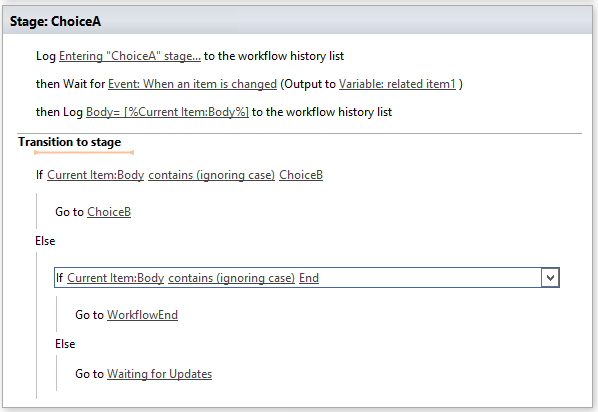 Stage: ChoiceA
Log Entering "ChoiceA" stage... to the workflow history list
then Wait for Event: When an item is changed (Output to Variable: related item1 )
then Log Body= [%Current Item:Body%] to the workflow history list
Transition to stage
If Current Item:Body contains (ignoring case) ChoiceB
Go to ChoiceB
Else
If Current Item:Body contains (ignoring case) End
Go to WorkflowEnd
Else
Go to Waiting for Updates